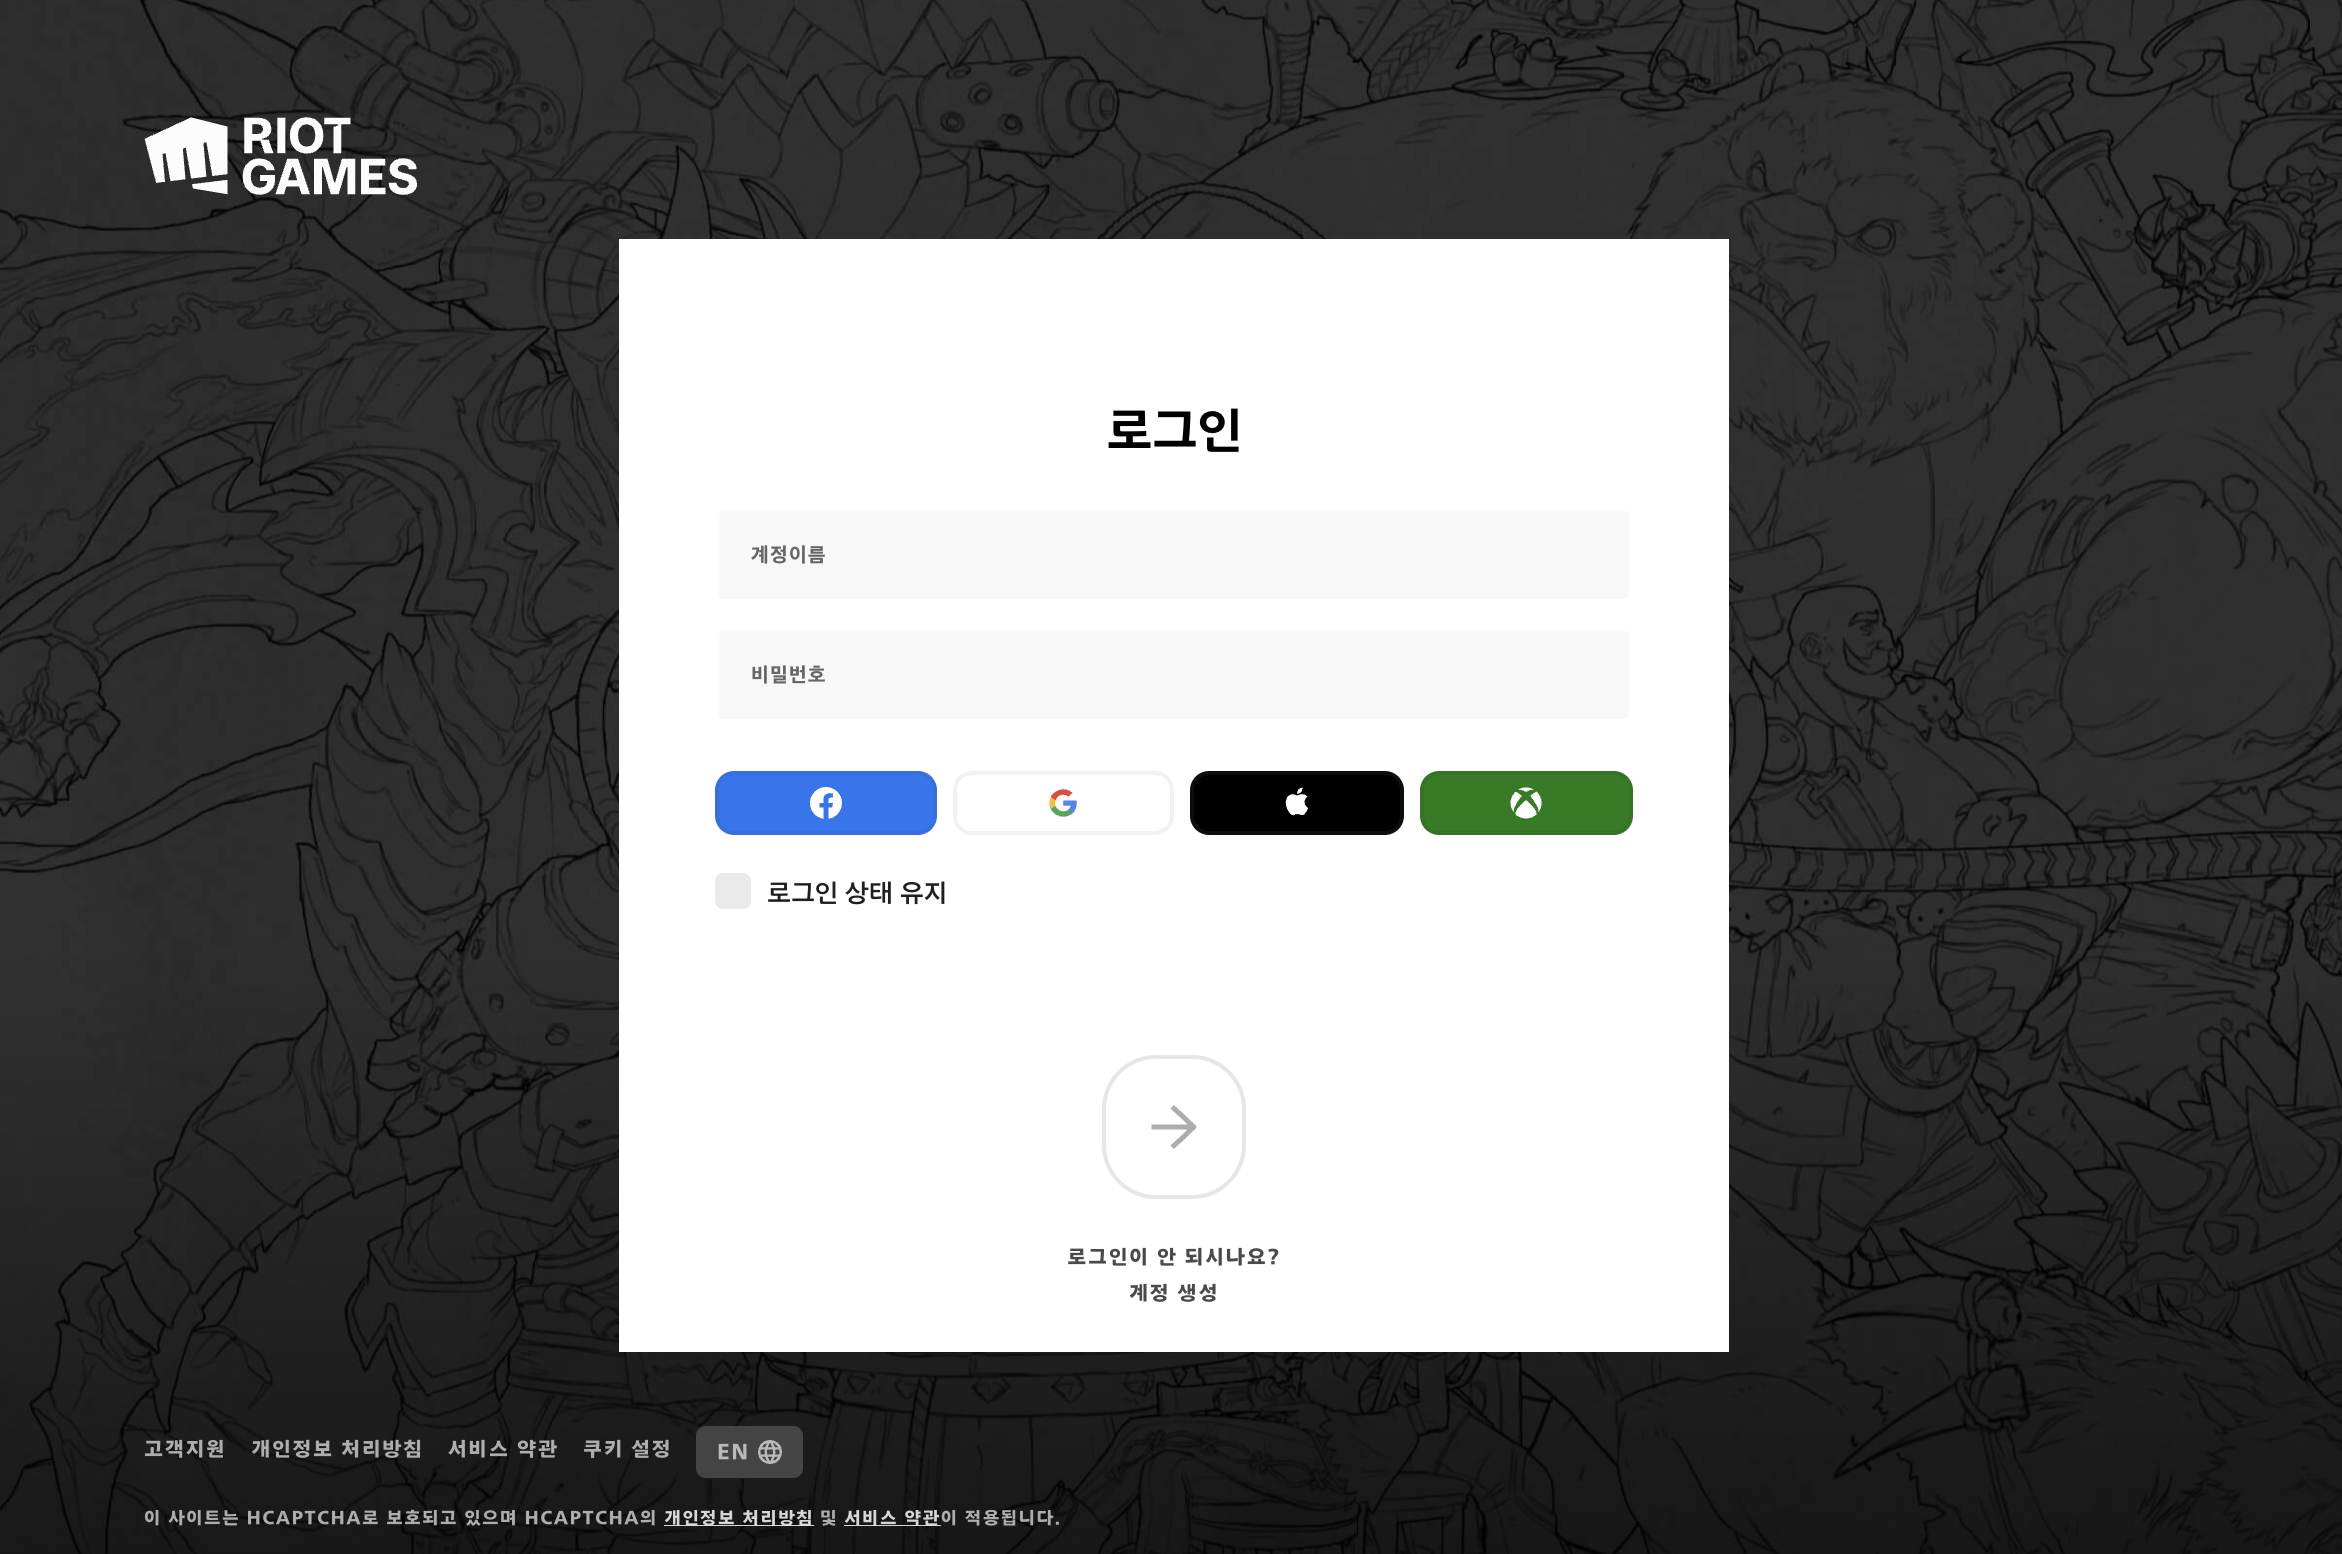 RIOT
GAMES
로그인
계정이름
비밀번호
로그인 상태 유지
로그인이 안 되시나요?
계정 생성
고객지원 개인정보 처리방침 서비스 약관 쿠키 설정 EN
이 사이트는 HCAPTCHA로 보호되고 있으며 HCAPTCHA의 개인정보 처리방침 및 서비스 약관이 적용됩니다.